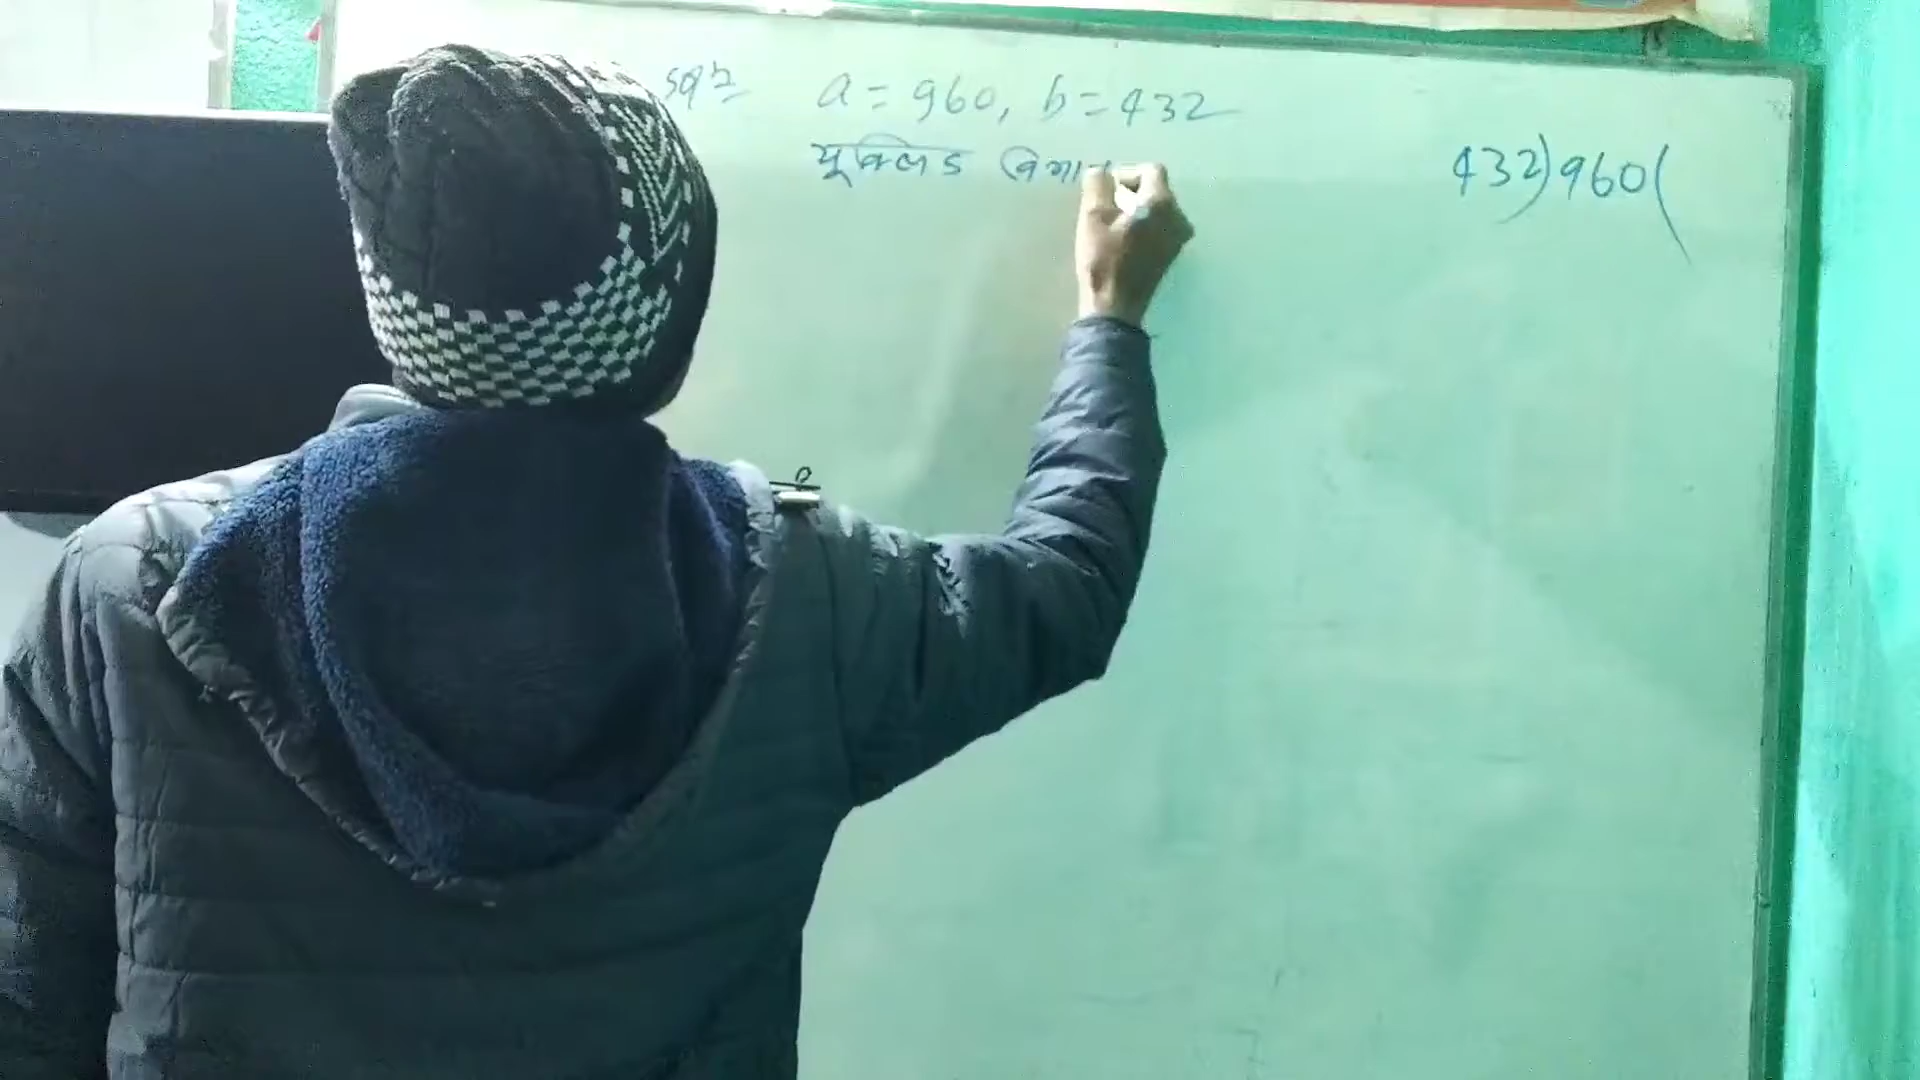 a = 960, b = 432
यूक्लिड
432)960(